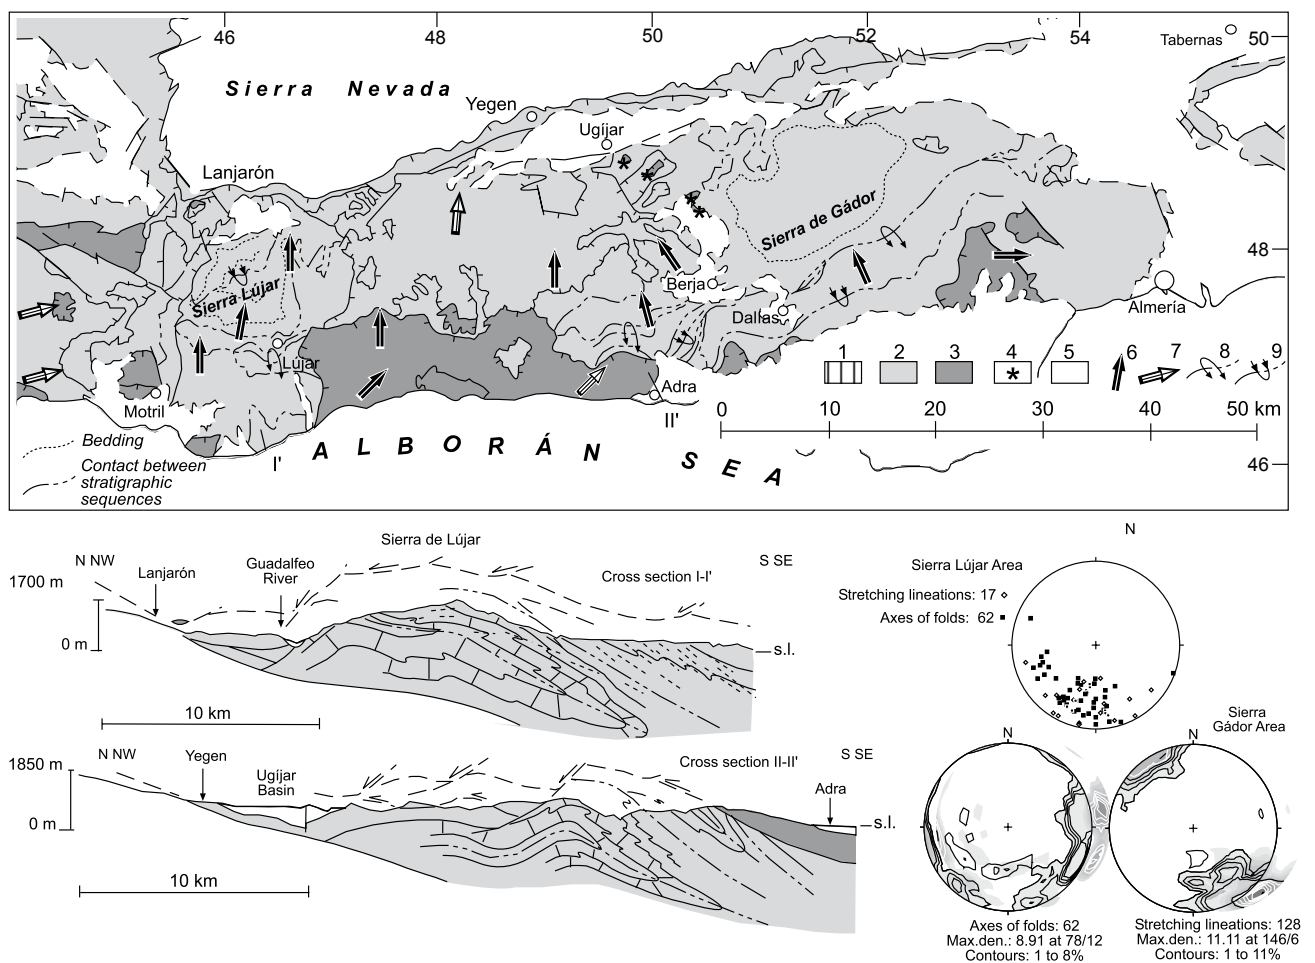 46 48 50 52 54 Tabernas 50
Sierra Nevada
Yegen
Ugíjar
Lanjarón
Sierra de Gádor
48
Sierra Lújar
Berja
Almería
Dallas
Lújar
1 2 3 4 5 6 7 8 9
Adra
Motril
II'
0 10 20 30 40 50 km
Bedding
I'
ALBORÁN SEA
46
Contact between
stratigraphic
sequences
N
Sierra de Lújar
N NW
Lanjarón
Guadalfeo
River
Cross section I-I'
S SE
1700 m
0 m
s.l.
10 km
Sierra Lújar Area
Stretching lineations: 17
Axes of folds: 62
Sierra
Gádor Area
N NW
Yegen
Ugíjar
Basin
Cross section II-II'
S SE
Adra
1850 m
0 m
s.l.
10 km
N
N
Axes of folds: 62
Max.den.: 8.91 at 78/12
Contours: 1 to 8%
Stretching lineations: 128
Max.den.: 11.11 at 146/6
Contours: 1 to 11%